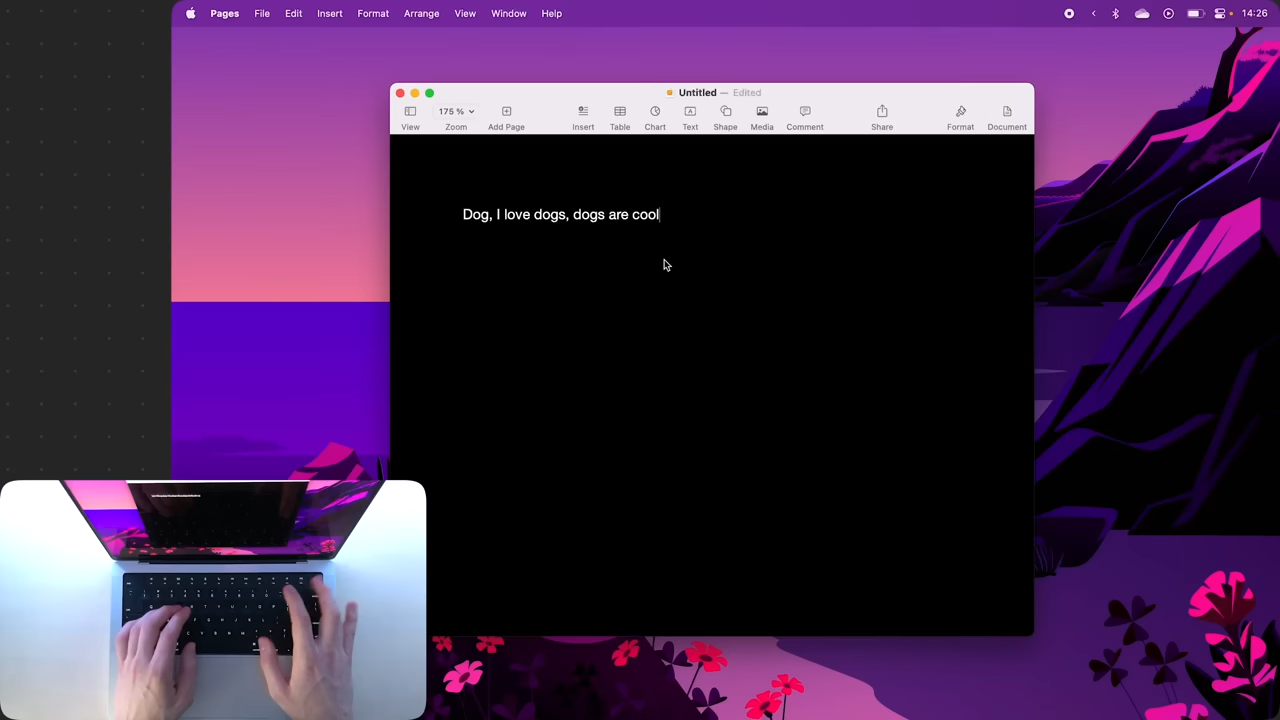 Pages File Edit Insert Format Arrange View Window Help 14:26
Untitled — Edited
175 %
View Zoom Add Page Insert Table Chart Text Shape Media Comment Share Format Document
Dog, I love dogs, dogs are cool